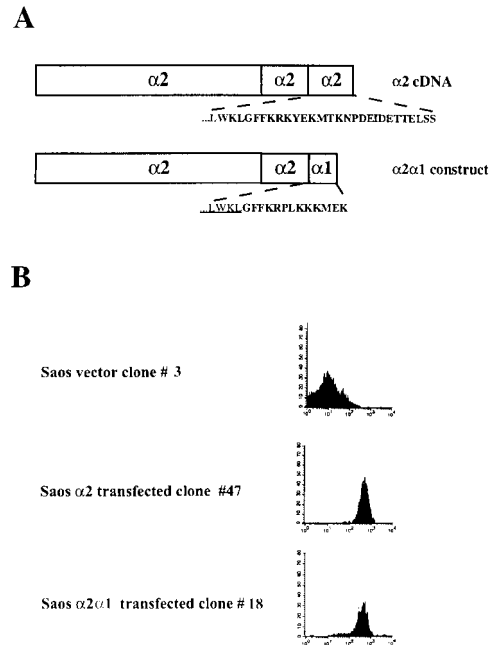 A
α2 α2 α2 α2 cDNA
...LWKLGFFKRKYEKMTKNPDEIDETTELSS
α2 α2 α1 α2α1 construct
...LWKLGFFKRPLKKKMEK
B
Saos vector clone # 3
Saos α2 transfected clone #47
Saos α2α1 transfected clone # 18